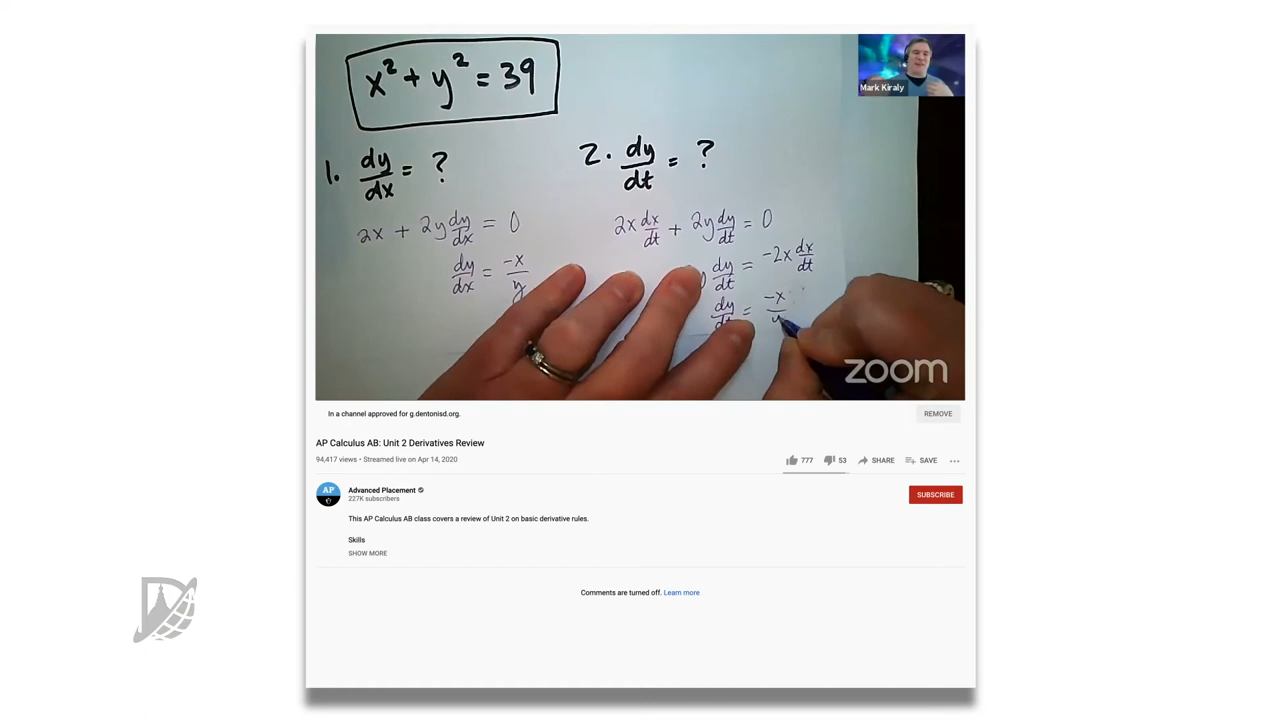 x² + y² = 39
Mark Kiraly
1. dy/dx = ?
2. dy/dt = ?
2x + 2y dy/dx = 0
2x dx/dt + 2y dy/dt = 0
dy/dx = -x/y
dy/dt = -2x dx/dt
dy/dt = -x
zoom
In a channel approved for g.dentonisd.org.
REMOVE
AP Calculus AB: Unit 2 Derivatives Review
94,417 views • Streamed live on Apr 14, 2020
777 53 SHARE SAVE ...
AP
Advanced Placement
227K subscribers
SUBSCRIBE
This AP Calculus AB class covers a review of Unit 2 on basic derivative rules.
Skills
SHOW MORE
Comments are turned off. Learn more